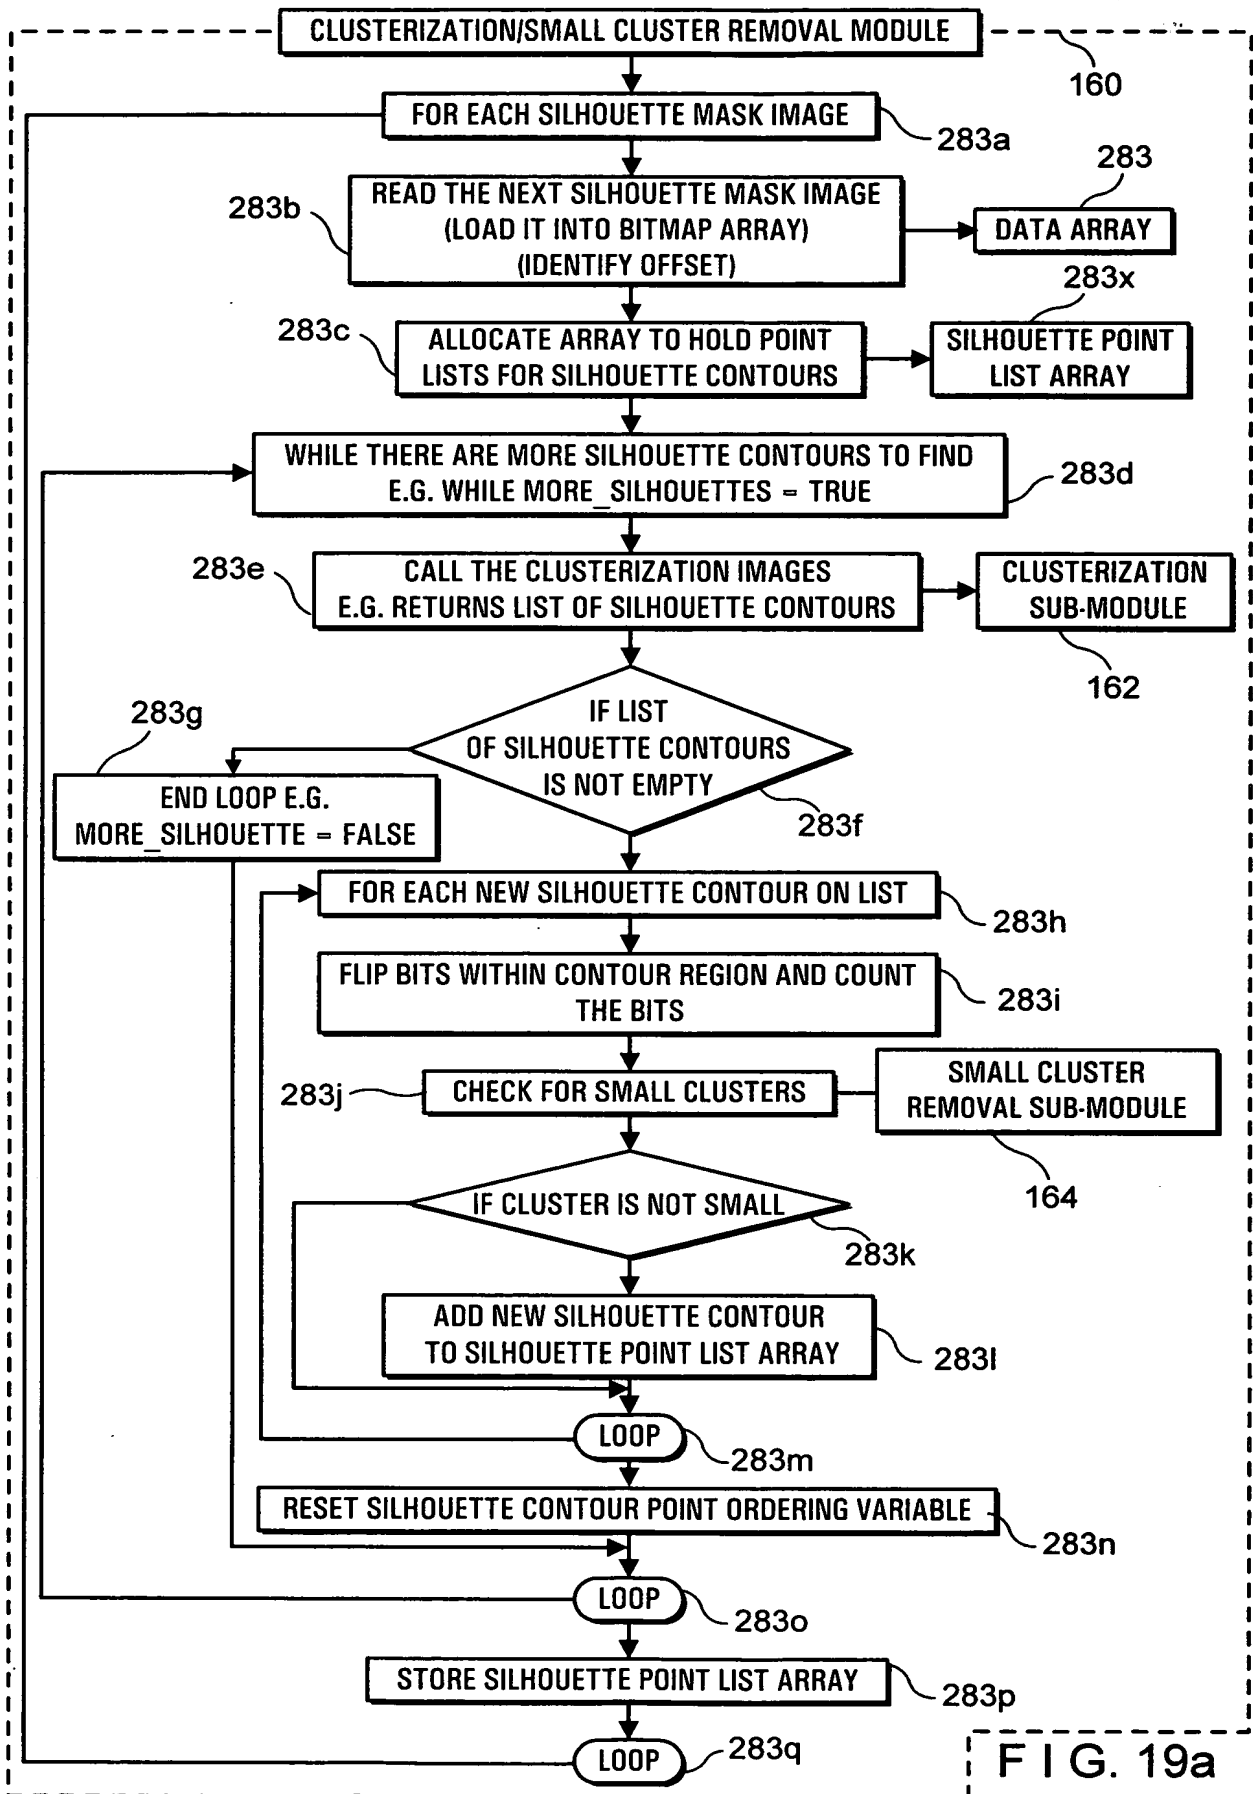 CLUSTERIZATION/SMALL CLUSTER REMOVAL MODULE
160
FOR EACH SILHOUETTE MASK IMAGE
283a
READ THE NEXT SILHOUETTE MASK IMAGE
(LOAD IT INTO BITMAP ARRAY)
(IDENTIFY OFFSET)
283b
283
DATA ARRAY
283x
283c
ALLOCATE ARRAY TO HOLD POINT
LISTS FOR SILHOUETTE CONTOURS
SILHOUETTE POINT
LIST ARRAY
WHILE THERE ARE MORE SILHOUETTE CONTOURS TO FIND
E.G. WHILE MORE_SILHOUETTES = TRUE
283d
283e
CALL THE CLUSTERIZATION IMAGES
E.G. RETURNS LIST OF SILHOUETTE CONTOURS
CLUSTERIZATION
SUB-MODULE
162
IF LIST
OF SILHOUETTE CONTOURS
IS NOT EMPTY
283f
283g
END LOOP E.G.
MORE_SILHOUETTE = FALSE
FOR EACH NEW SILHOUETTE CONTOUR ON LIST
283h
FLIP BITS WITHIN CONTOUR REGION AND COUNT
THE BITS
283i
283j
CHECK FOR SMALL CLUSTERS
SMALL CLUSTER
REMOVAL SUB-MODULE
164
IF CLUSTER IS NOT SMALL
283k
ADD NEW SILHOUETTE CONTOUR
TO SILHOUETTE POINT LIST ARRAY
283l
LOOP
283m
RESET SILHOUETTE CONTOUR POINT ORDERING VARIABLE
283n
LOOP
283o
STORE SILHOUETTE POINT LIST ARRAY
283p
LOOP
283q
FIG. 19a